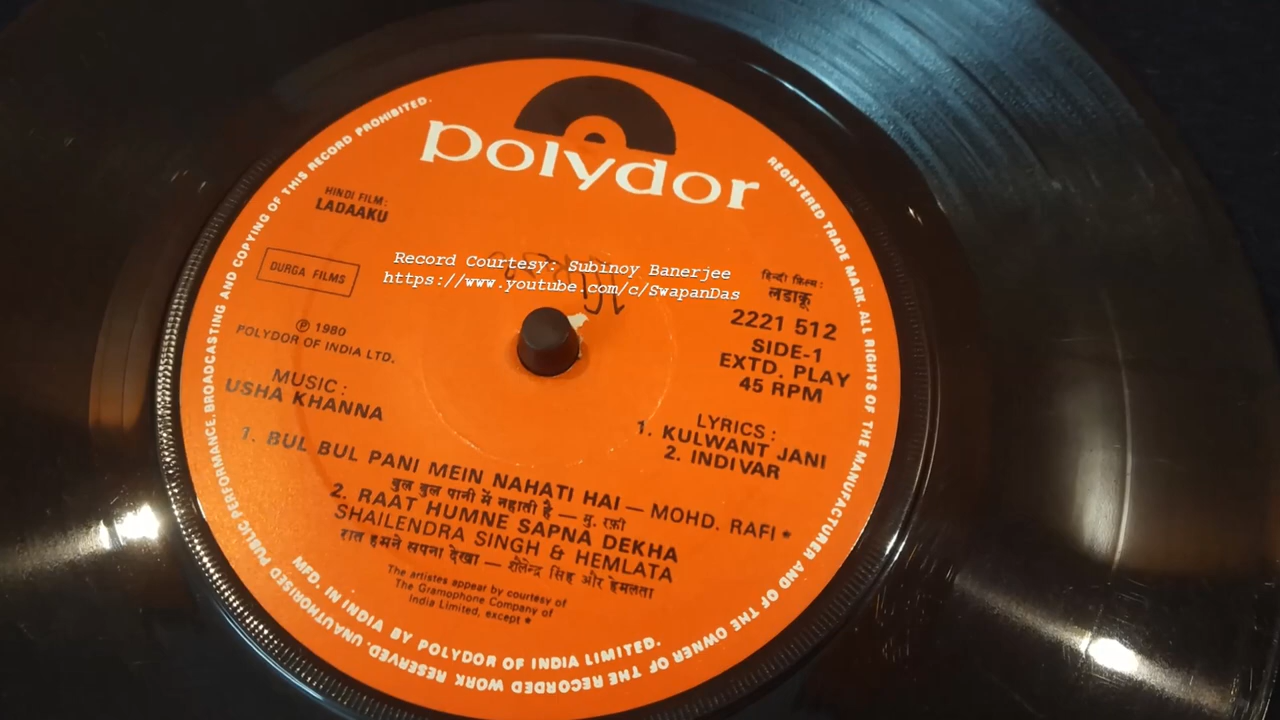 polydor
HINDI FILM:
LADAAKU
DURGA FILMS
Record Courtesy: Subinoy Banerjee
https://www.youtube.com/c/SwapanDas
हिन्दी फ़िल्म:
लडाकू
2221 512
SIDE-1
EXTD. PLAY
45 RPM
℗ 1980
POLYDOR OF INDIA LTD.
MUSIC:
USHA KHANNA
LYRICS:
1. KULWANT JANI
2. INDIVAR
1. BUL BUL PANI MEIN NAHATI HAI — MOHD. RAFI *
बुल बुल पानी में नहाती है — मु. रफ़ी
2. RAAT HUMNE SAPNA DEKHA
SHAILENDRA SINGH & HEMLATA
रात हमने सपना देखा — शैलेन्द्र सिंह और हेमलता
The artistes appear by courtesy of
The Gramophone Company of
India Limited, except *
MFD. IN INDIA BY POLYDOR OF INDIA LIMITED.
REGISTERED TRADE MARK. ALL RIGHTS OF THE MANUFACTURER AND OF THE OWNER OF THE RECORDED WORK RESERVED. UNAUTHORISED PUBLIC PERFORMANCE, BROADCASTING AND COPYING OF THIS RECORD PROHIBITED.